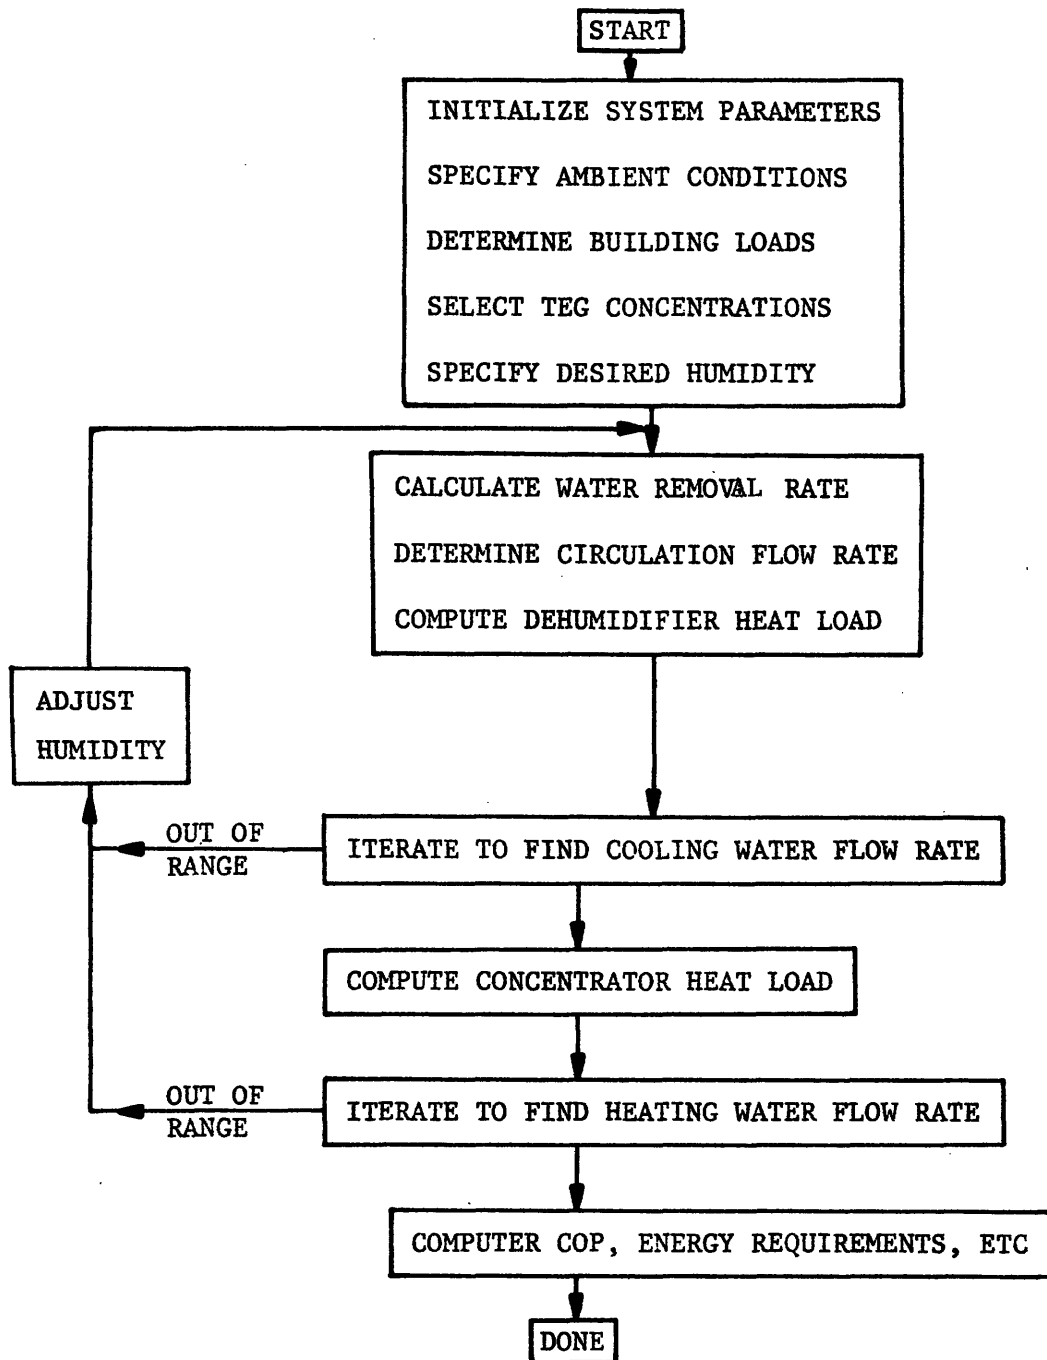 START
INITIALIZE SYSTEM PARAMETERS
SPECIFY AMBIENT CONDITIONS
DETERMINE BUILDING LOADS
SELECT TEG CONCENTRATIONS
SPECIFY DESIRED HUMIDITY
CALCULATE WATER REMOVAL RATE
DETERMINE CIRCULATION FLOW RATE
COMPUTE DEHUMIDIFIER HEAT LOAD
ADJUST
HUMIDITY
OUT OF
RANGE
ITERATE TO FIND COOLING WATER FLOW RATE
COMPUTE CONCENTRATOR HEAT LOAD
OUT OF
RANGE
ITERATE TO FIND HEATING WATER FLOW RATE
COMPUTER COP, ENERGY REQUIREMENTS, ETC
DONE